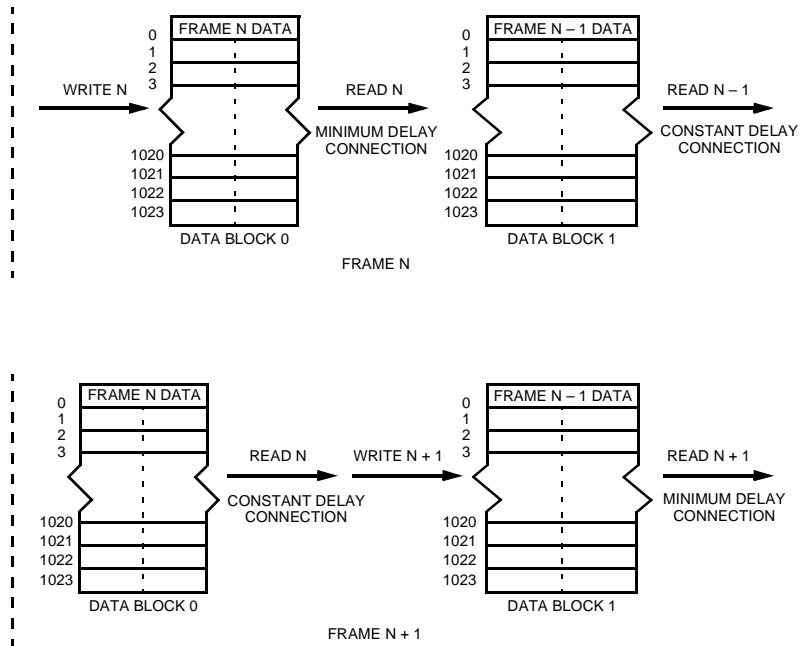 FRAME N DATA
0
1
2
3
WRITE N
1020
1021
1022
1023
DATA BLOCK 0
READ N
MINIMUM DELAY
CONNECTION
FRAME N – 1 DATA
0
1
2
3
1020
1021
1022
1023
DATA BLOCK 1
READ N – 1
CONSTANT DELAY
CONNECTION
FRAME N
FRAME N DATA
0
1
2
3
1020
1021
1022
1023
DATA BLOCK 0
READ N
CONSTANT DELAY
CONNECTION
WRITE N + 1
FRAME N – 1 DATA
0
1
2
3
1020
1021
1022
1023
DATA BLOCK 1
READ N + 1
MINIMUM DELAY
CONNECTION
FRAME N + 1